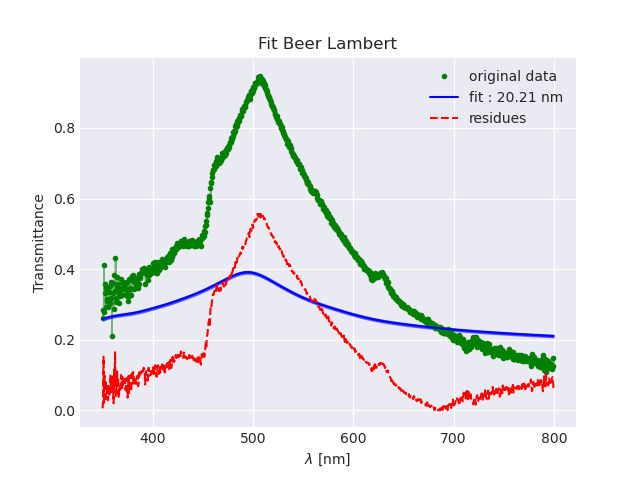 Fit Beer Lambert
original data
fit : 20.21 nm
residues
Transmittance
0.8
0.6
0.4
0.2
0.0
400
500
600
700
800
λ [nm]